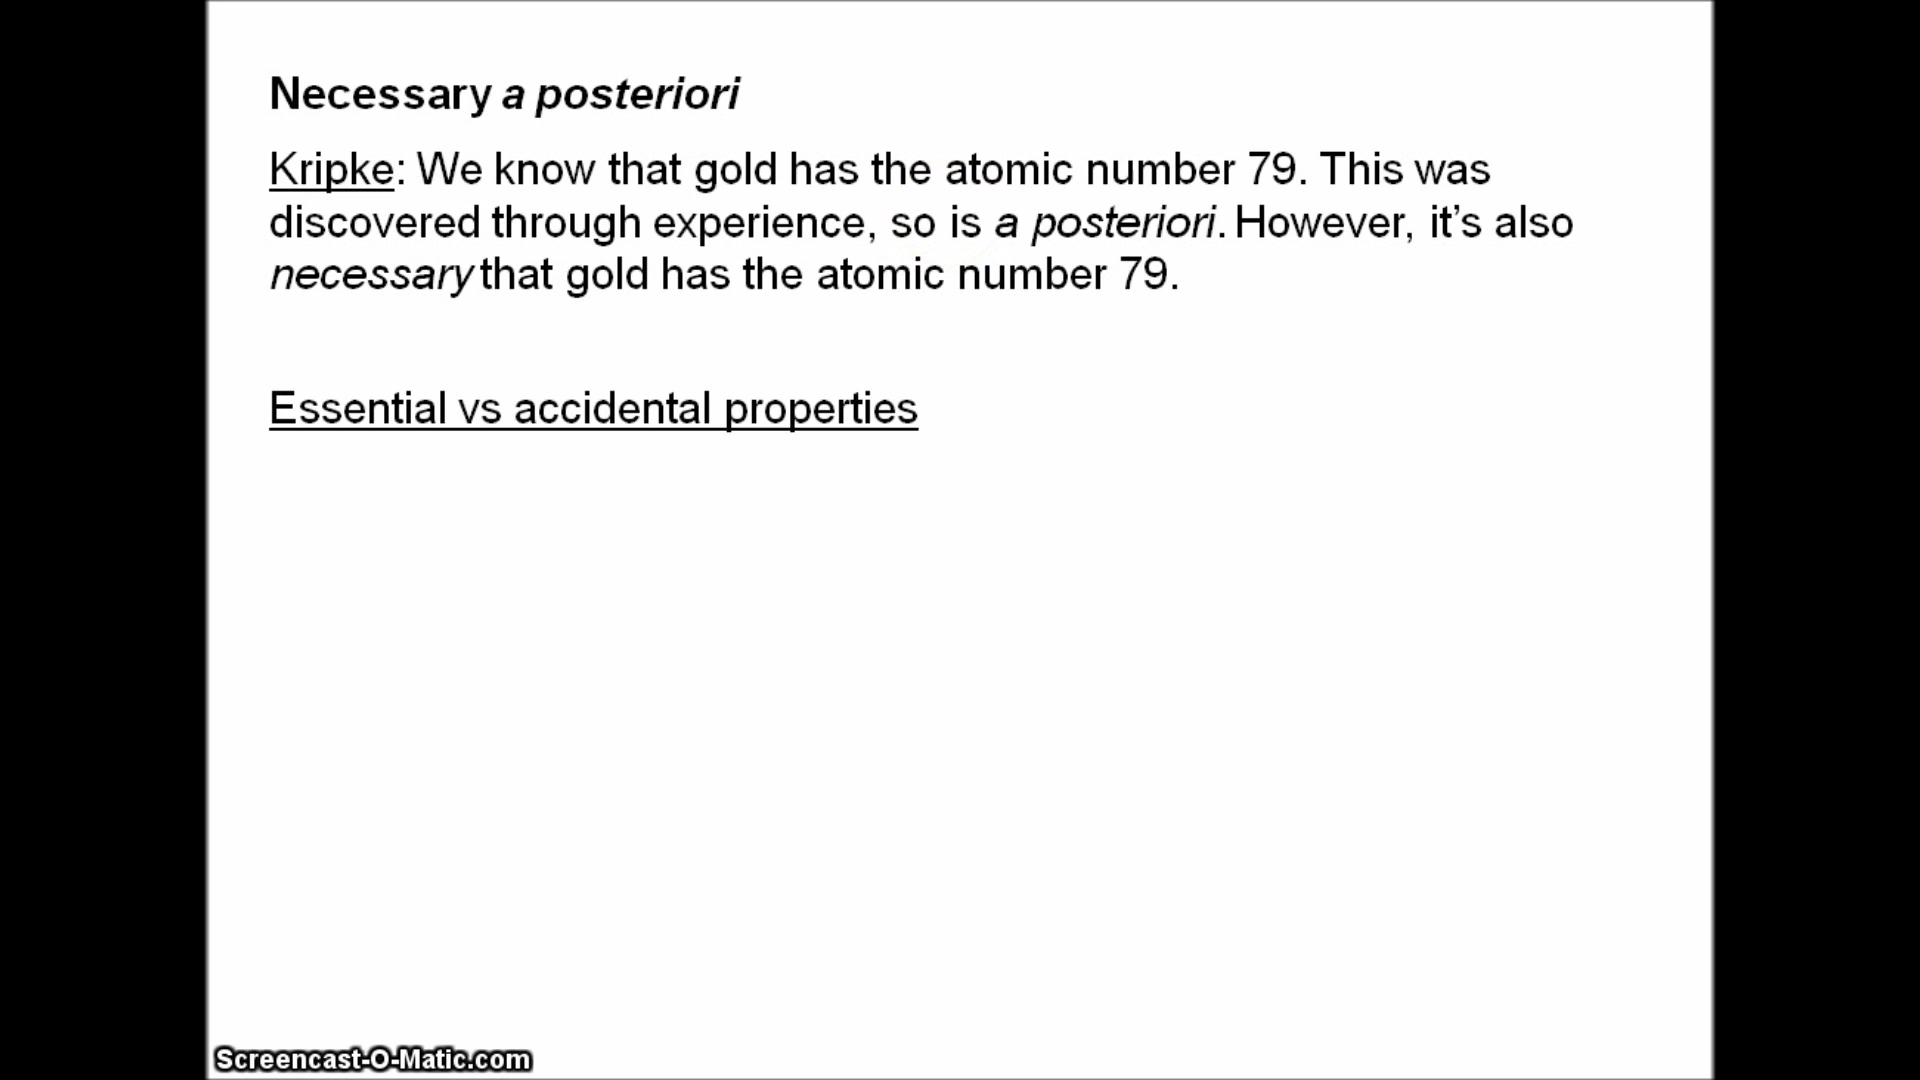 Necessary a posteriori
Kripke: We know that gold has the atomic number 79. This was
discovered through experience, so is a posteriori. However, it’s also
necessary that gold has the atomic number 79.
Essential vs accidental properties
Screencast-O-Matic.com